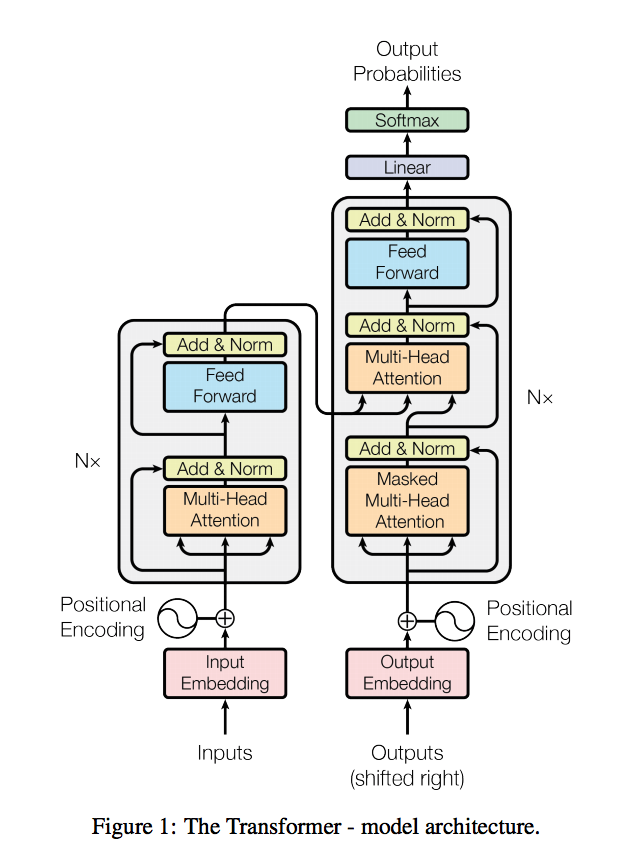 Output
Probabilities
Softmax
Linear
Add & Norm
Feed
Forward
Add & Norm
Multi-Head
Attention
Add & Norm
Masked
Multi-Head
Attention
N×
Add & Norm
Feed
Forward
Add & Norm
Multi-Head
Attention
N×
Positional
Encoding
Positional
Encoding
Input
Embedding
Output
Embedding
Inputs
Outputs
(shifted right)
Figure 1: The Transformer - model architecture.